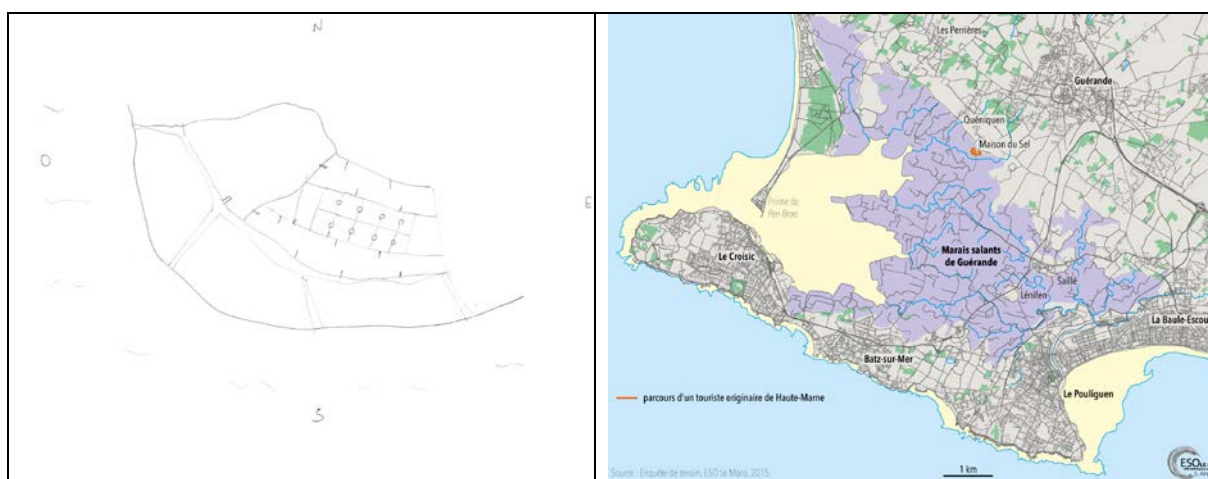 N
O
E
S
Les Perrières
Guérande
Quéniquen
Maison du Sel
Pointe de
Pen Bron
Marais salants
de Guérande
Le Croisic
Saillé
Lénifen
La Baule-Escou
Batz-sur-Mer
Le Pouliguen
parcours d'un touriste originaire de Haute-Marne
1 km
Source : Enquête de terrain, ESO Le Mans, 2015.